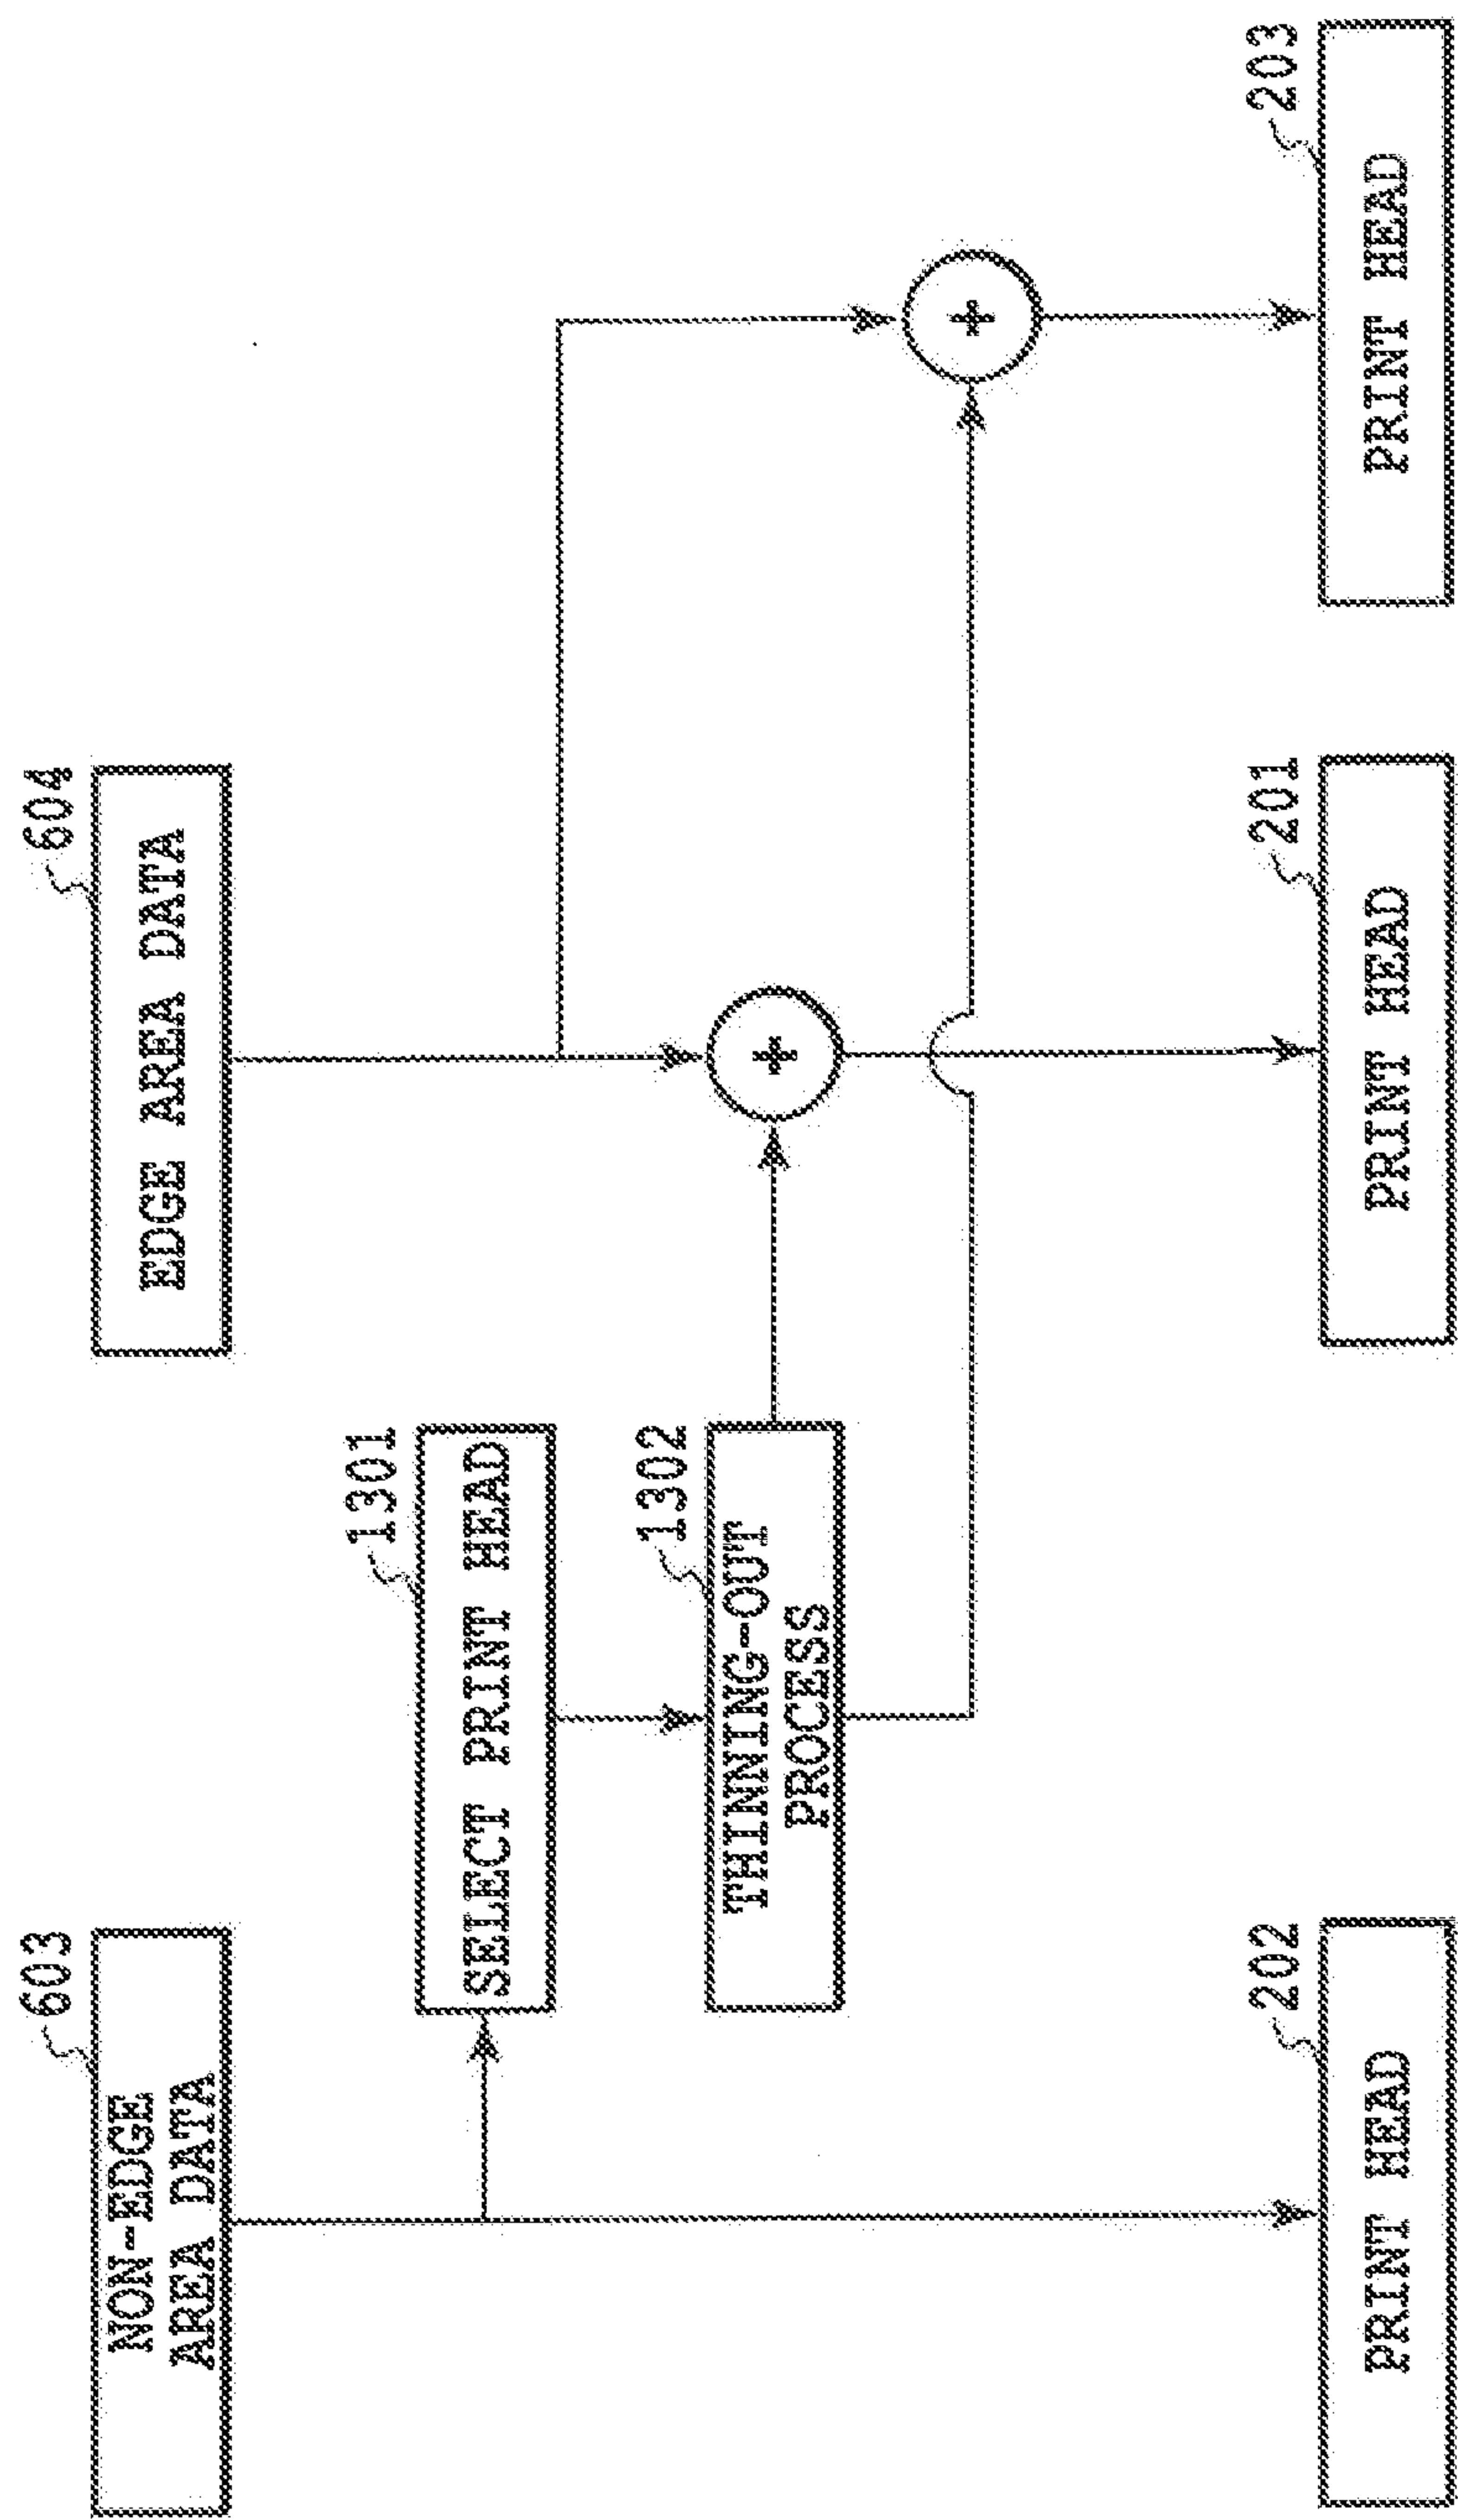 603
NON-EDGE
AREA DATA
604
EDGE AREA DATA
1301
SELECT PRINT HEAD
1302
THINNING-OUT
PROCESS
+
+
202
PRINT HEAD
201
PRINT HEAD
203
PRINT HEAD